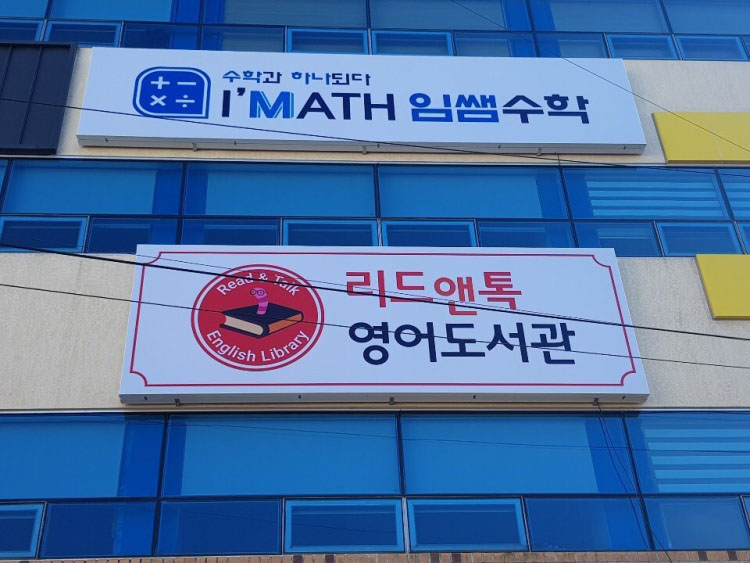 수학과 하나되다
I'MATH 임쌤수학
Read & Talk
English Library
리드앤톡
영어도서관